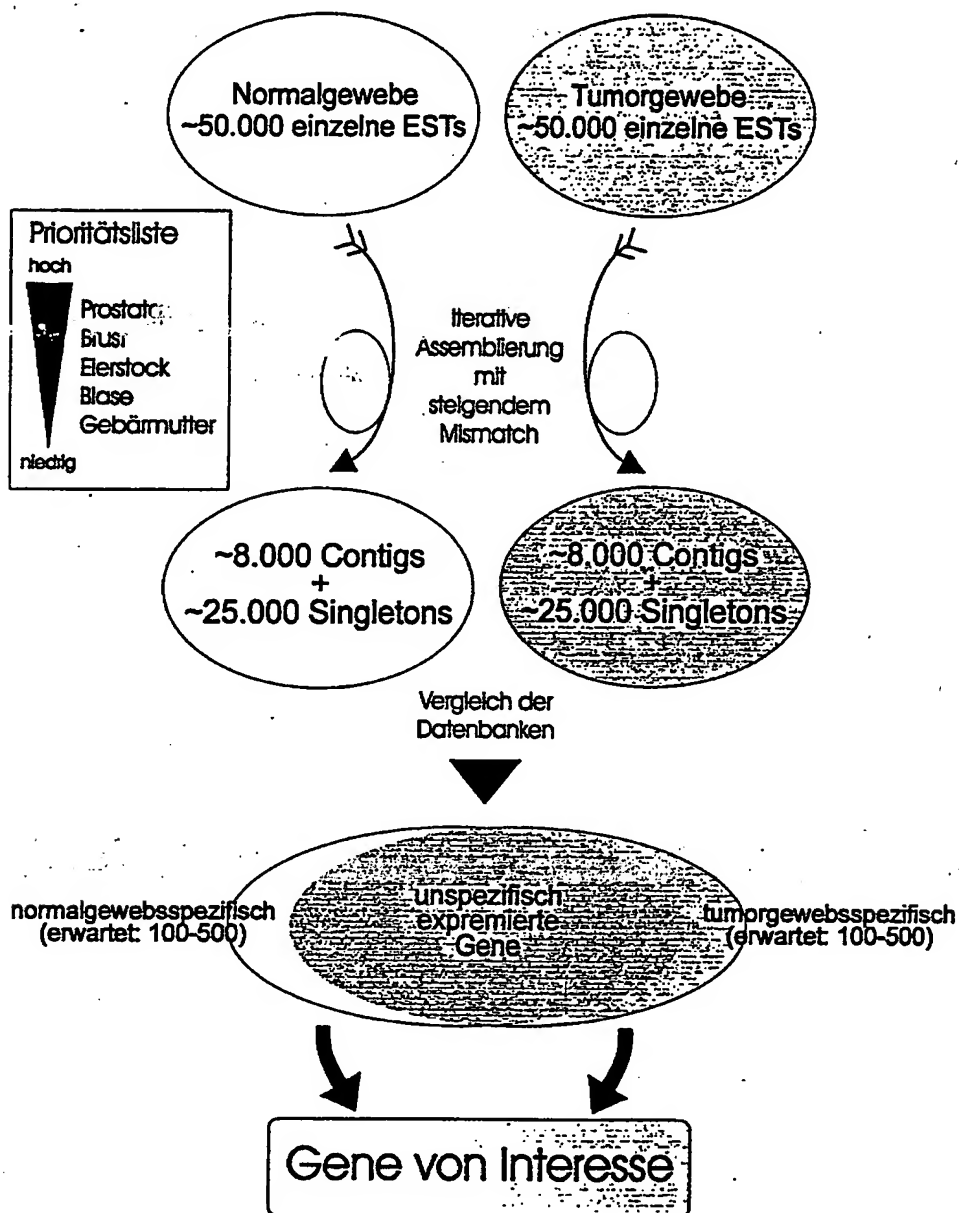 Normalgewebe
~50.000 einzelne ESTs
Tumorgewebe
~50.000 einzelne ESTs
Prioritätsliste
hoch
Prostata
Brust
Eierstock
Blase
Gebärmutter
niedrig
Iterative
Assemblierung
mit
steigendem
Mismatch
~8.000 Contigs
+
~25.000 Singletons
~8.000 Contigs
+
~25.000 Singletons
Vergleich der
Datenbanken
normalgewebsspezifisch
(erwartet: 100-500)
unspezifisch
exprimierte
Gene
tumorgewebsspezifisch
(erwartet: 100-500)
Gene von Interesse